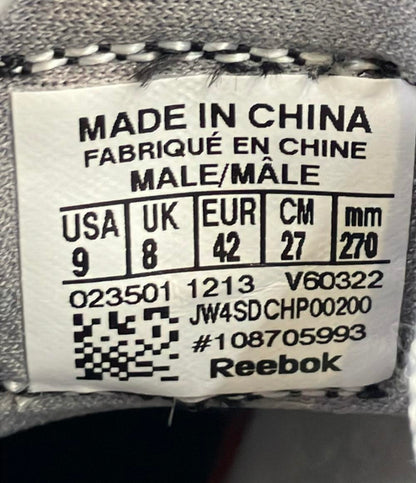 MADE IN CHINA
FABRIQUÉ EN CHINE
MALE/MÂLE
USA UK EUR CM mm
9 8 42 27 270
023501 1213 V60322
JW4SDCHP00200
#108705993
Reebok